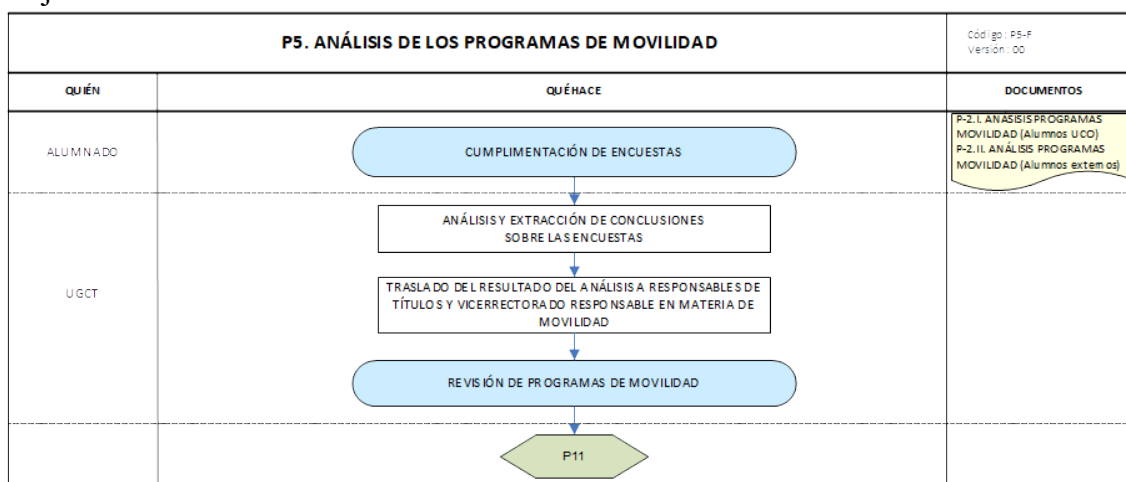 P5. ANÁLISIS DE LOS PROGRAMAS DE MOVILIDAD
Código: P5-F
Versión: 00
QUIÉN
QUÉ HACE
DOCUMENTOS
ALUMNADO
CUMPLIMENTACIÓN DE ENCUESTAS
P-2.I. ANASISIS PROGRAMAS
MOVILIDAD (Alumnos UCO)
P-2.II. ANÁLISIS PROGRAMAS
MOVILIDAD (Alumnos externos)
UGCT
ANÁLISIS Y EXTRACCIÓN DE CONCLUSIONES
SOBRE LAS ENCUESTAS
TRASLADO DEL RESULTADO DEL ANÁLISIS A RESPONSABLES DE
TÍTULOS Y VICERRECTORADO RESPONSABLE EN MATERIA DE
MOVILIDAD
REVISIÓN DE PROGRAMAS DE MOVILIDAD
P11